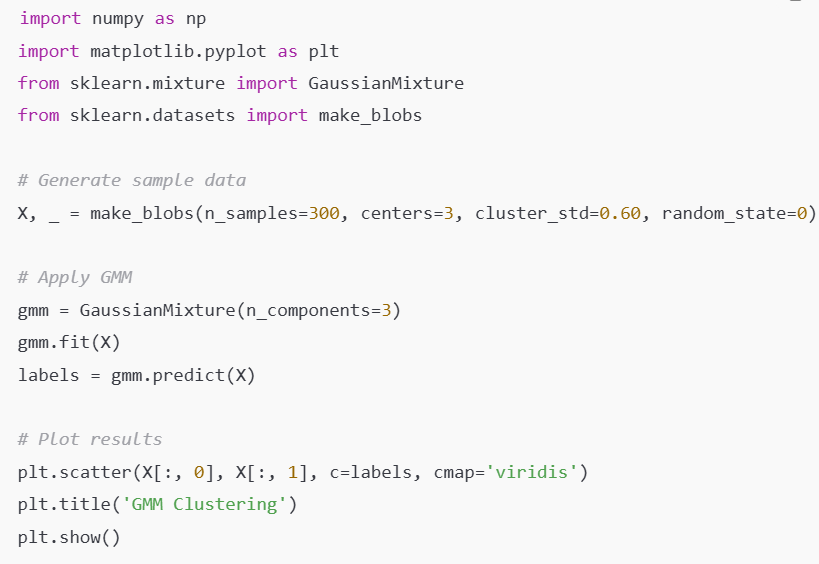 import numpy as np
import matplotlib.pyplot as plt
from sklearn.mixture import GaussianMixture
from sklearn.datasets import make_blobs
# Generate sample data
X, _ = make_blobs(n_samples=300, centers=3, cluster_std=0.60, random_state=0)
# Apply GMM
gmm = GaussianMixture(n_components=3)
gmm.fit(X)
labels = gmm.predict(X)
# Plot results
plt.scatter(X[:, 0], X[:, 1], c=labels, cmap='viridis')
plt.title('GMM Clustering')
plt.show()